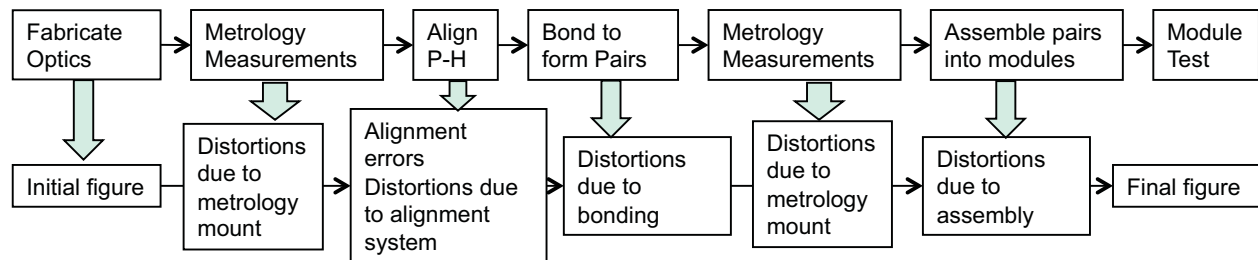 Fabricate
Optics
Metrology
Measurements
Align
P-H
Bond to
form Pairs
Metrology
Measurements
Assemble pairs
into modules
Module
Test
Initial figure
Distortions
due to
metrology
mount
Alignment
errors
Distortions due
to alignment
system
Distortions
due to
bonding
Distortions
due to
metrology
mount
Distortions
due to
assembly
Final figure